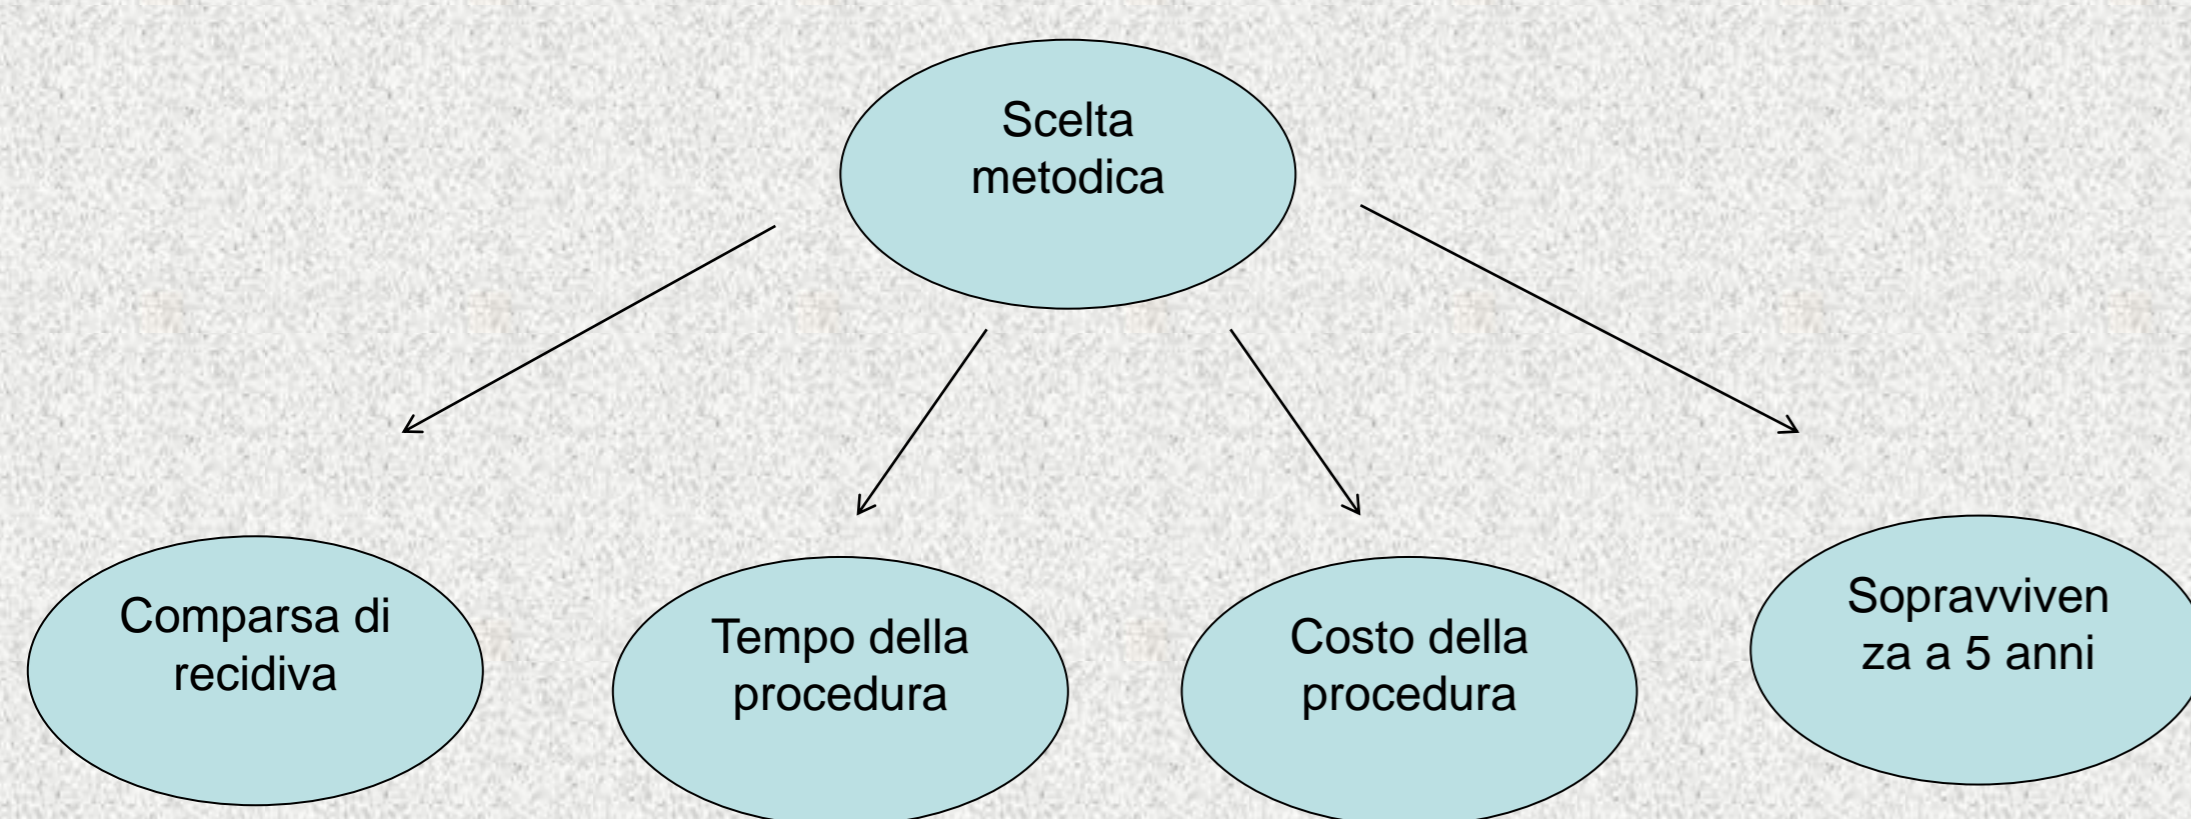 Scelta
metodica
Comparsa di
recidiva
Tempo della
procedura
Costo della
procedura
Sopravviven
za a 5 anni